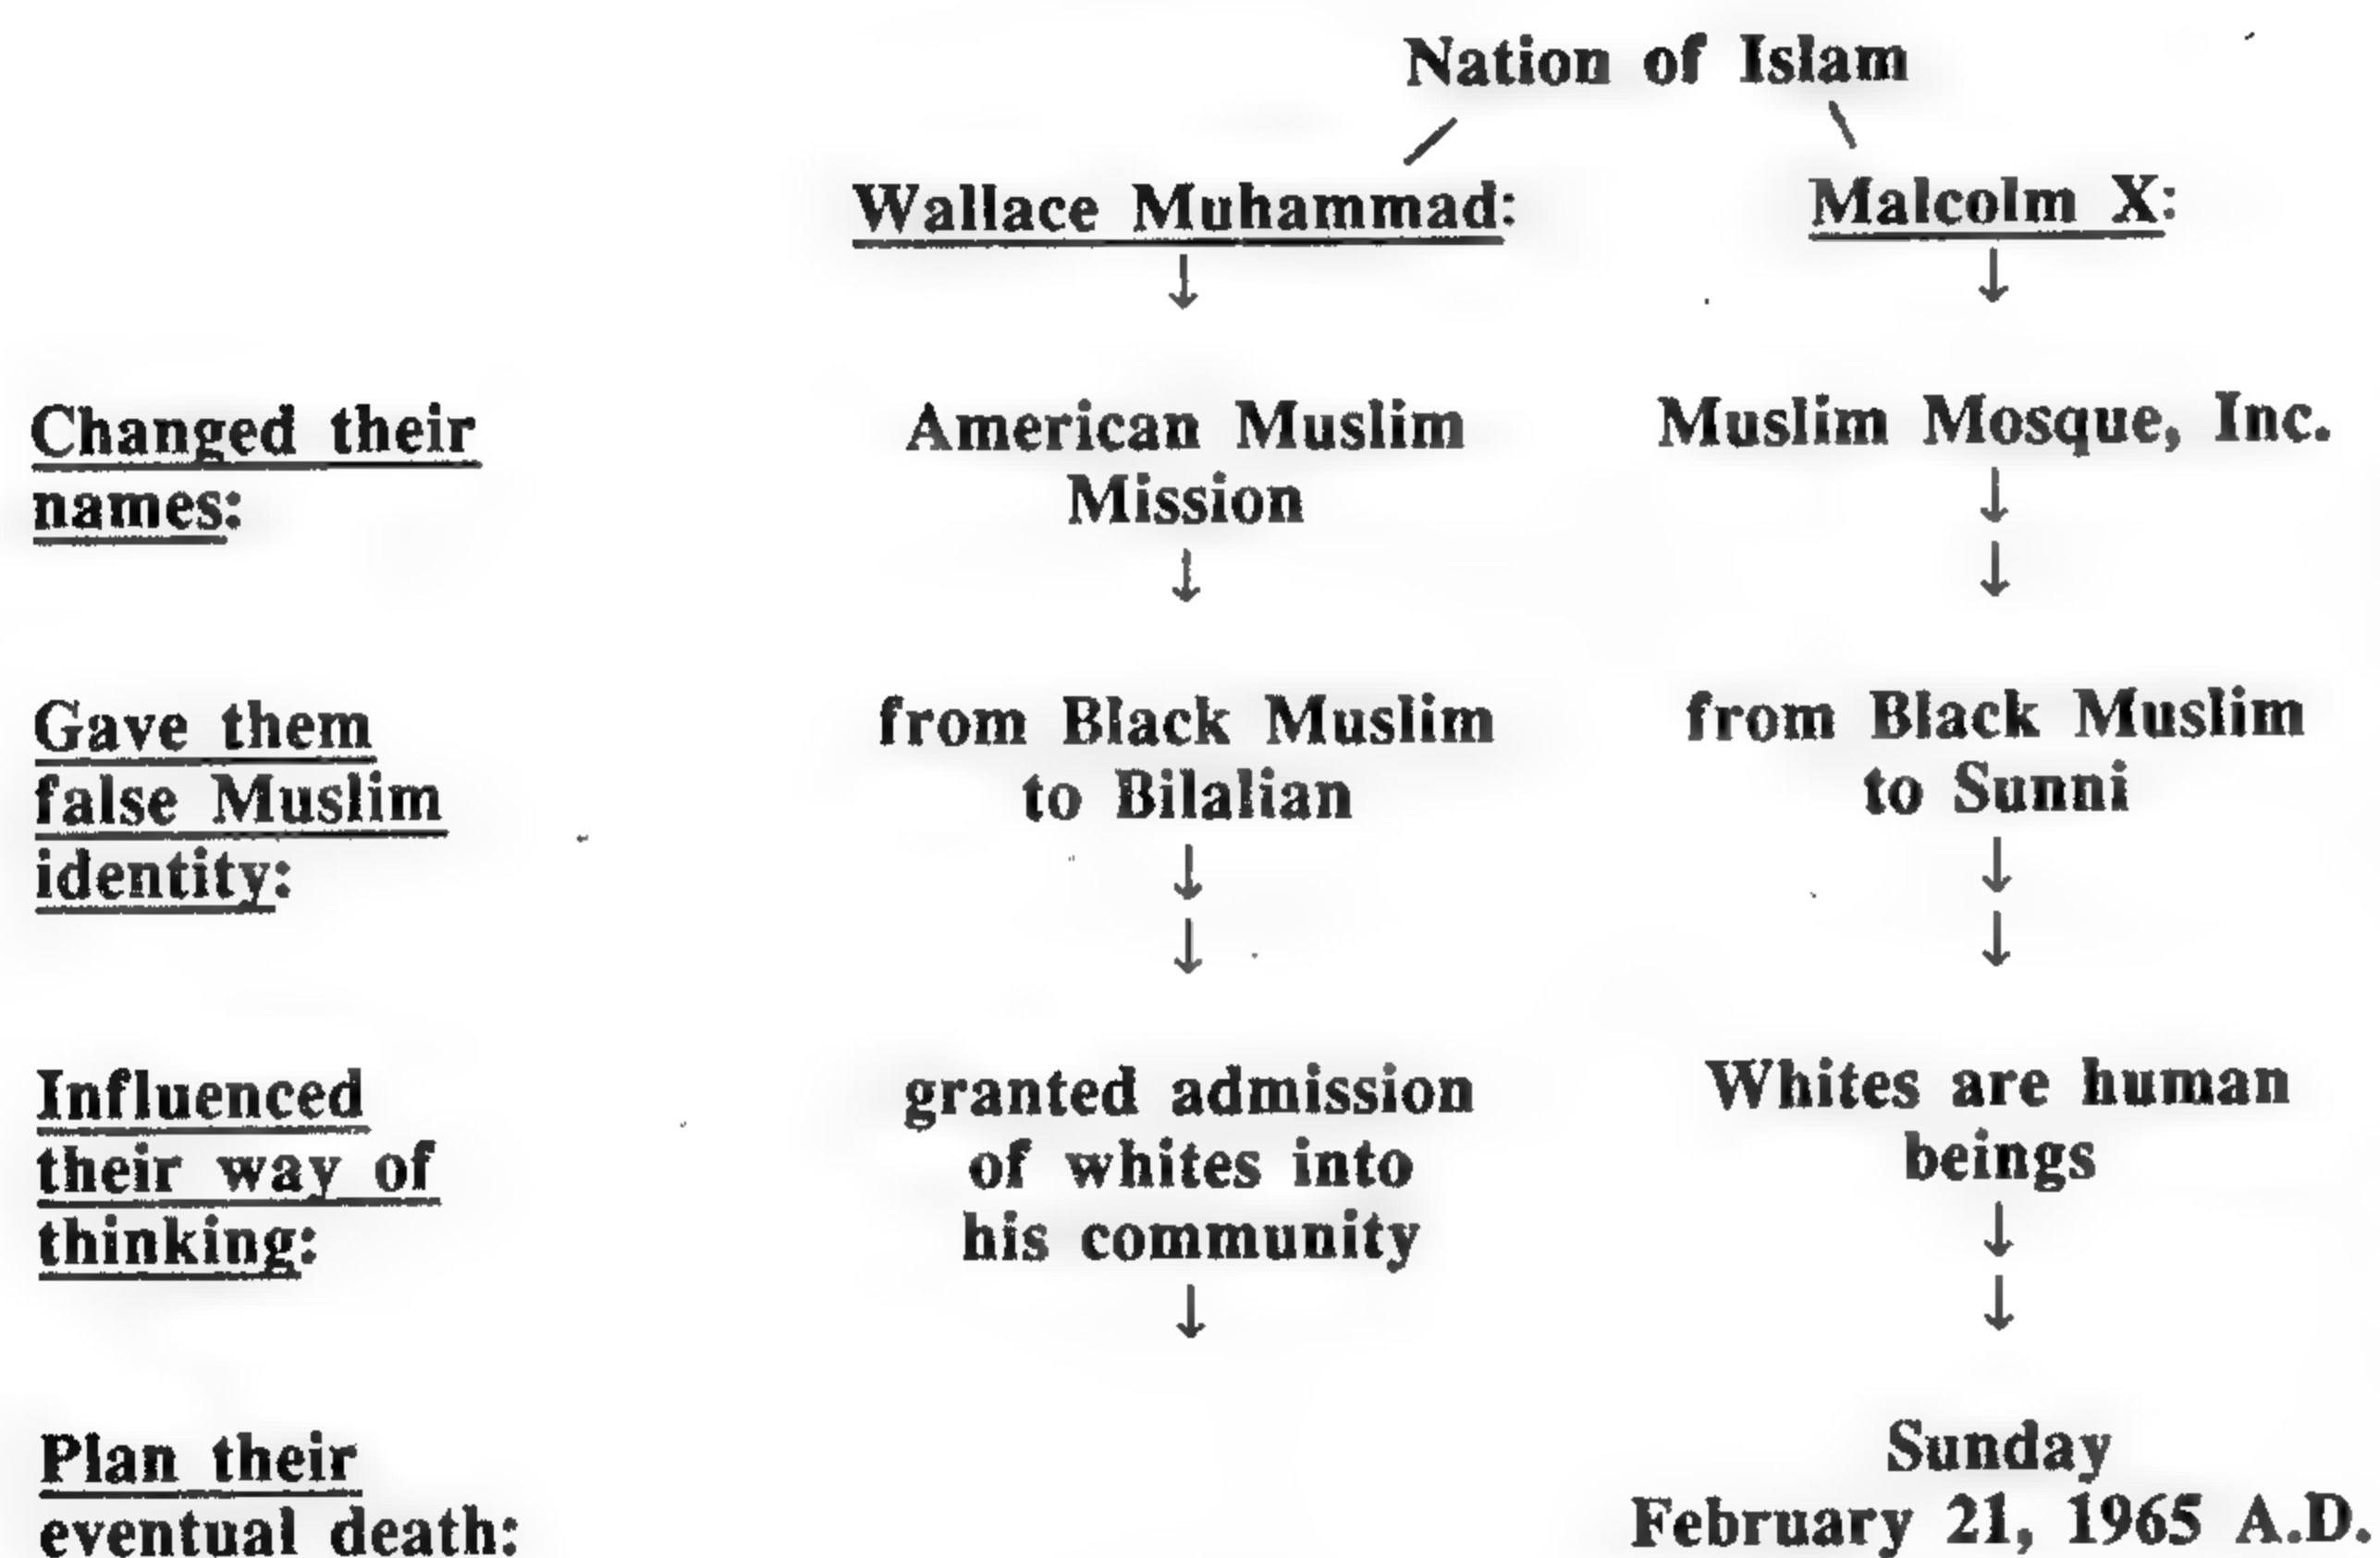 Nation of Islam
Wallace Muhammad: Malcolm X:
↓ ↓
Changed their American Muslim Muslim Mosque, Inc.
names: Mission ↓
↓ ↓
Gave them from Black Muslim from Black Muslim
false Muslim to Bilalian to Sunni
identity: ↓ ↓
↓ ↓
Influenced granted admission Whites are human
their way of of whites into beings
thinking: his community ↓
↓ ↓
Plan their Sunday
eventual death: February 21, 1965 A.D.